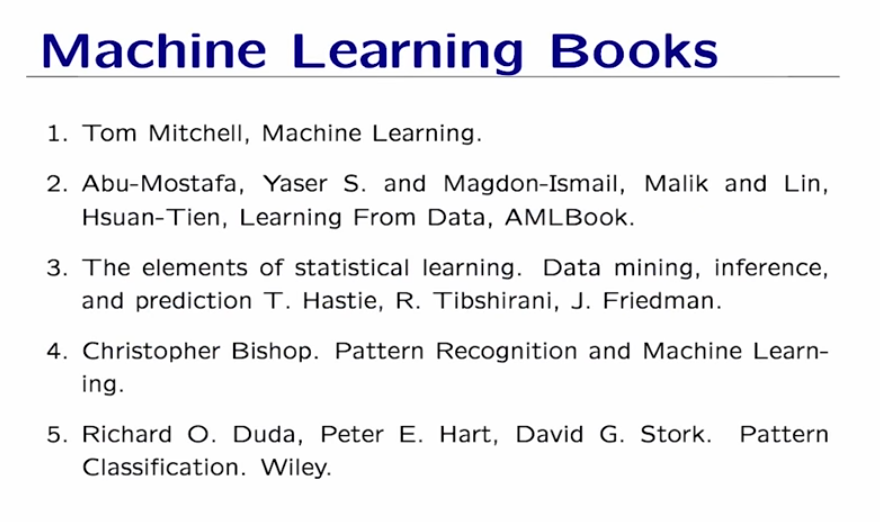 Machine Learning Books
1. Tom Mitchell, Machine Learning.
2. Abu-Mostafa, Yaser S. and Magdon-Ismail, Malik and Lin,
Hsuan-Tien, Learning From Data, AMLBook.
3. The elements of statistical learning. Data mining, inference,
and prediction T. Hastie, R. Tibshirani, J. Friedman.
4. Christopher Bishop. Pattern Recognition and Machine Learn-
ing.
5. Richard O. Duda, Peter E. Hart, David G. Stork. Pattern
Classification. Wiley.